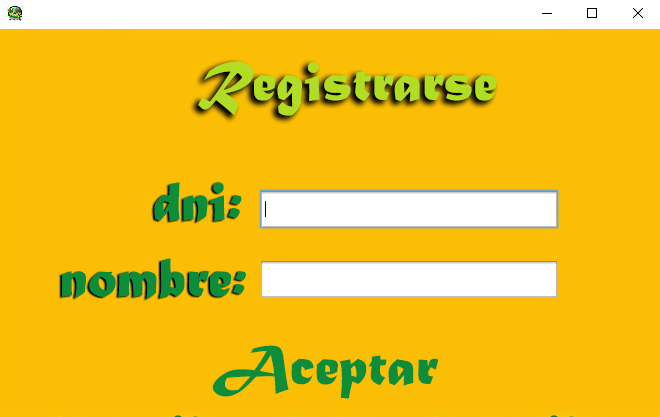 Registrarse
dni:
nombre:
Aceptar